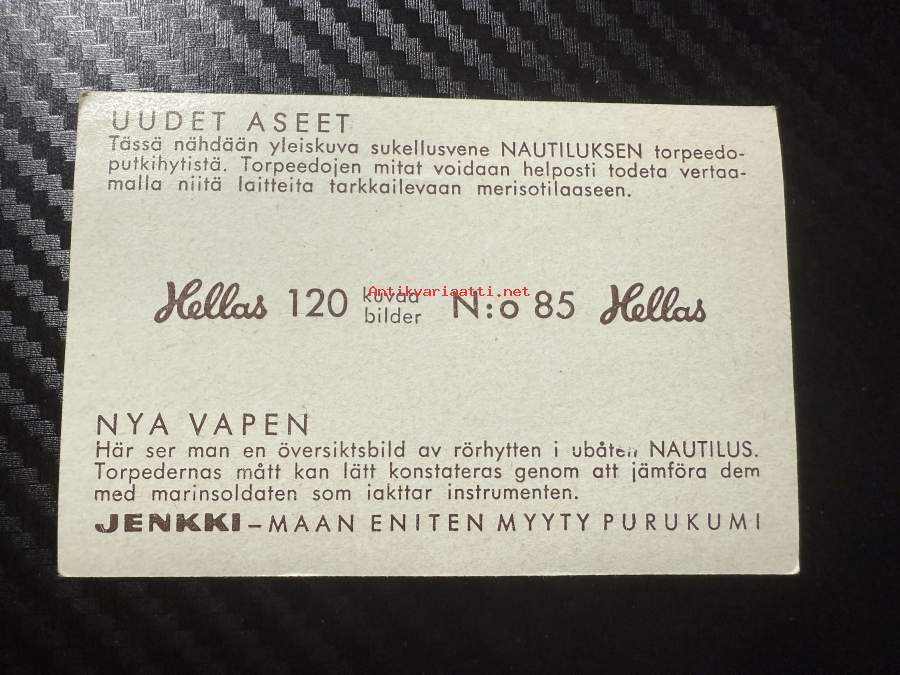 UUDET ASEET
Tässä nähdään yleiskuva sukellusvene NAUTILUKSEN torpeedo-
putkihytistä. Torpeedojen mitat voidaan helposti todeta vertaa-
malla niitä laitteita tarkkailevaan merisotilaaseen.
Hellas 120 kuvaa bilder N:o 85 Hellas
Antikvariaatti.net
NYA VAPEN
Här ser man en översiktsbild av rörhytten i ubåten NAUTILUS.
Torpedernas mått kan lätt konstateras genom att jämföra dem
med marinsoldaten som iakttar instrumenten.
JENKKI – MAAN ENITEN MYYTY PURUKUMI